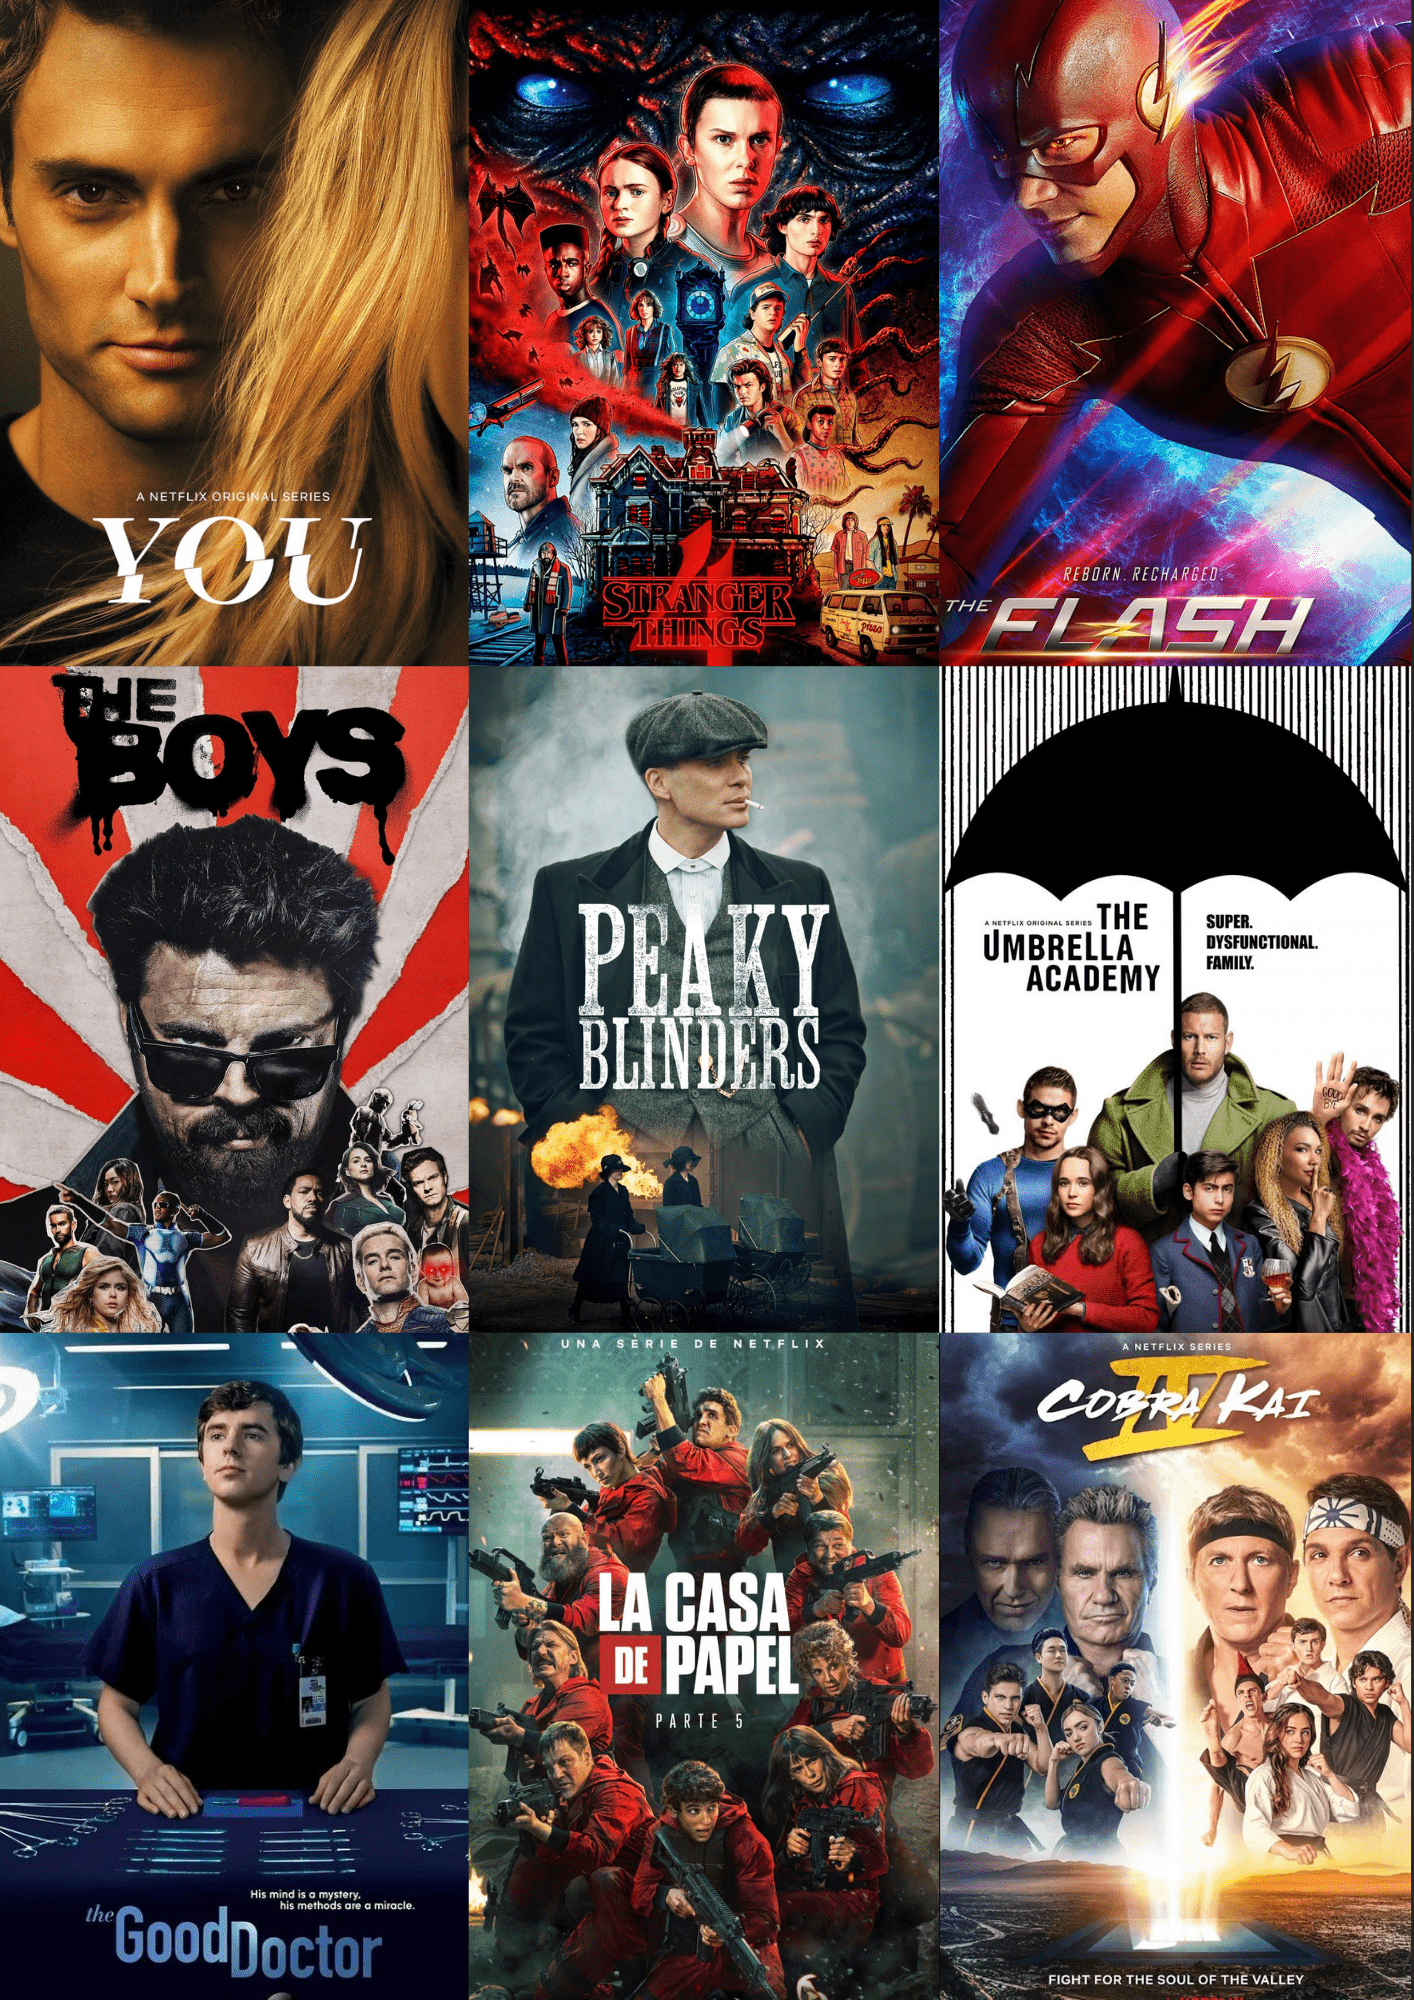 A NETFLIX ORIGINAL SERIES
YOU
4
STRANGER
THINGS
REBORN. RECHARGED.
THE FLASH
THE
BOYS
PEAKY
BLINDERS
A NETFLIX ORIGINAL SERIES THE
UMBRELLA
ACADEMY
SUPER.
DYSFUNCTIONAL.
FAMILY.
GOOD
BYE
His mind is a mystery,
his methods are a miracle.
the GoodDoctor
UNA SERIE DE NETFLIX
LA CASA
DE PAPEL
PARTE 5
A NETFLIX SERIES
IV
COBRA KAI
FIGHT FOR THE SOUL OF THE VALLEY